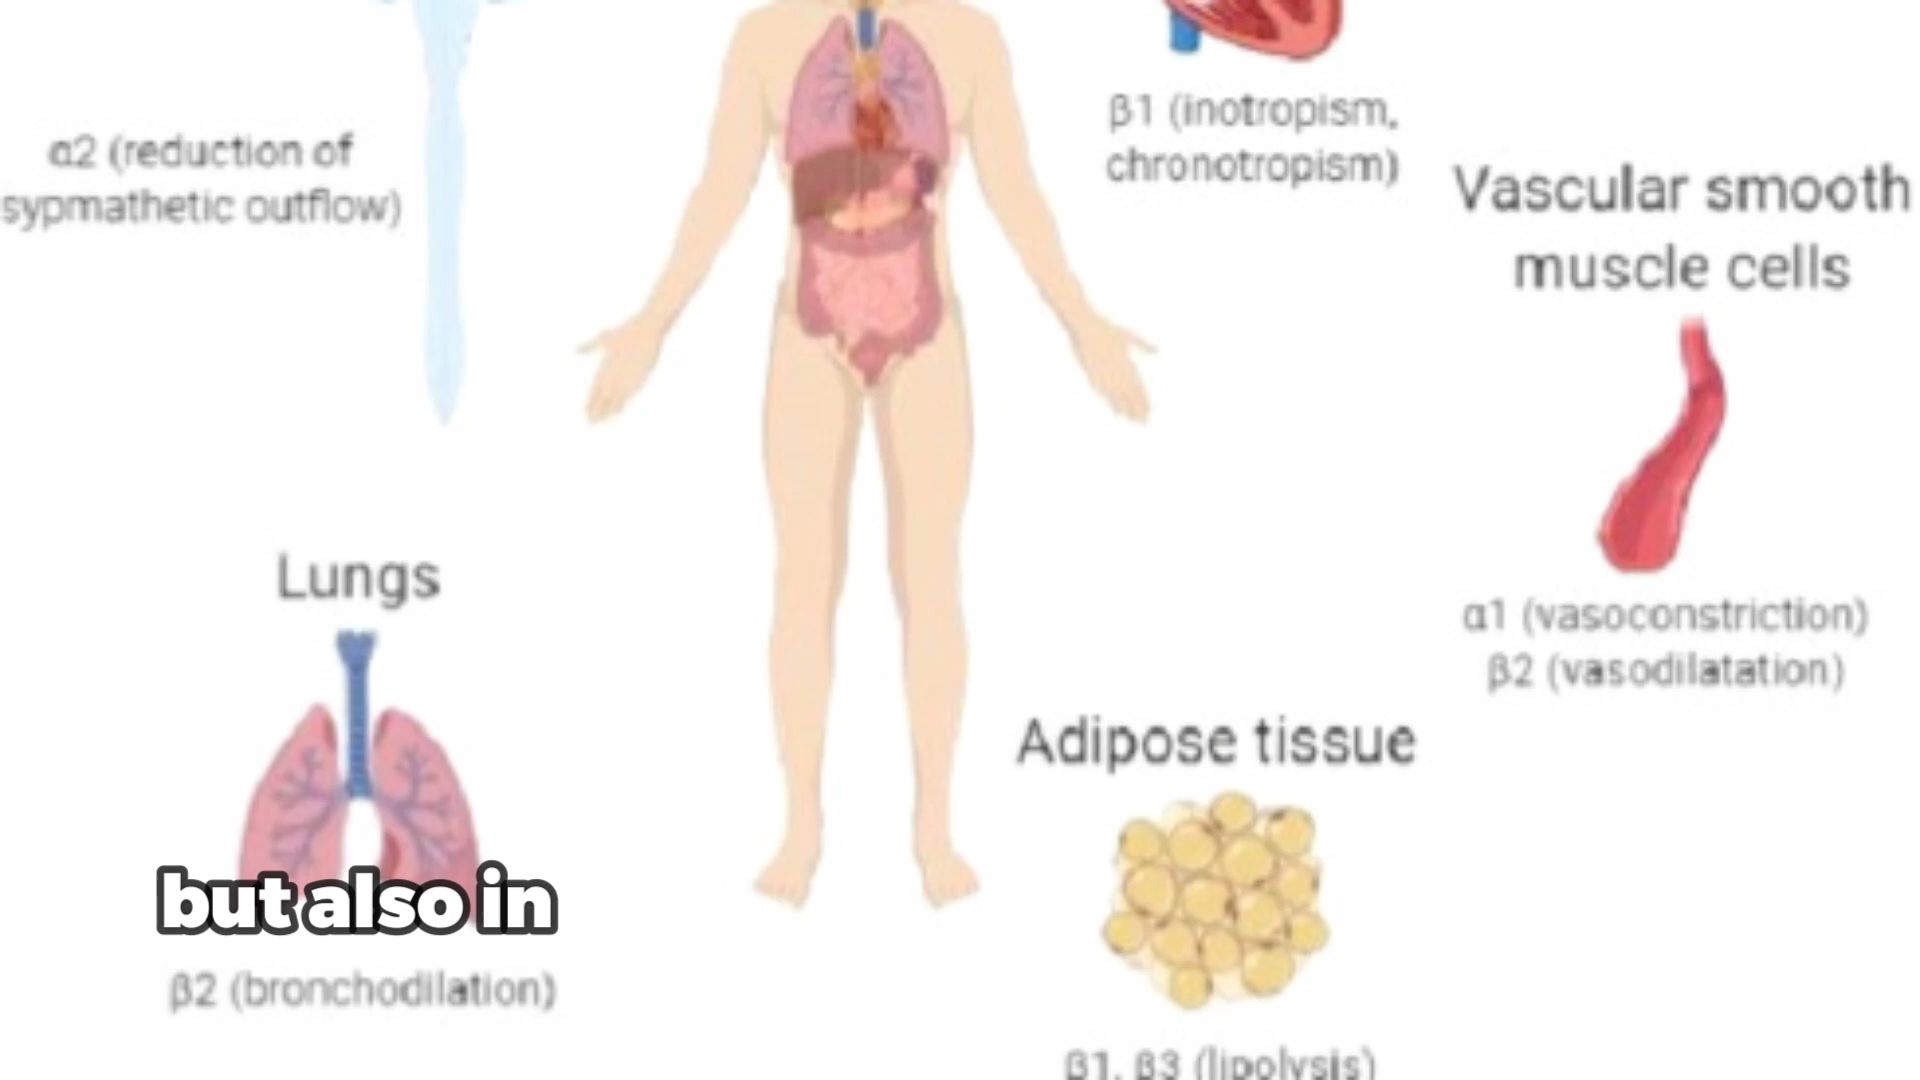 α2 (reduction of
sypmathetic outflow)
β1 (inotropism,
chronotropism)
Vascular smooth
muscle cells
α1 (vasoconstriction)
β2 (vasodilatation)
Lungs
but also in
β2 (bronchodilation)
Adipose tissue
β1, β3 (lipolysis)